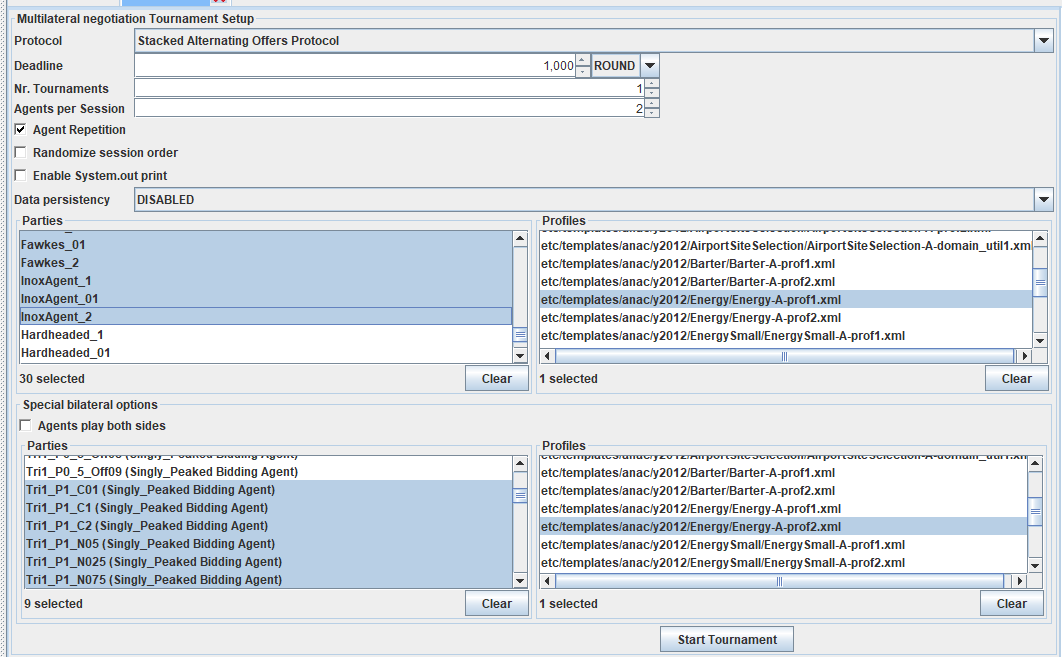 Multilateral negotiation Tournament Setup
Protocol Stacked Alternating Offers Protocol
Deadline 1,000 ROUND
Nr. Tournaments 1
Agents per Session 2
Agent Repetition
Randomize session order
Enable System.out print
Data persistency DISABLED
Parties
Fawkes_01
Fawkes_2
InoxAgent_1
InoxAgent_01
InoxAgent_2
Hardheaded_1
Hardheaded_01
30 selected
Clear
Profiles
etc/templates/anac/y2012/AirportSiteSelection/AirportSiteSelection-A-domain_util1.xml
etc/templates/anac/y2012/Barter/Barter-A-prof1.xml
etc/templates/anac/y2012/Barter/Barter-A-prof2.xml
etc/templates/anac/y2012/Energy/Energy-A-prof1.xml
etc/templates/anac/y2012/Energy/Energy-A-prof2.xml
etc/templates/anac/y2012/EnergySmall/EnergySmall-A-prof1.xml
1 selected
Clear
Special bilateral options
Agents play both sides
Parties
Tri1_P0_5_Off09 (Singly_Peaked Bidding Agent)
Tri1_P1_C01 (Singly_Peaked Bidding Agent)
Tri1_P1_C1 (Singly_Peaked Bidding Agent)
Tri1_P1_C2 (Singly_Peaked Bidding Agent)
Tri1_P1_N05 (Singly_Peaked Bidding Agent)
Tri1_P1_N025 (Singly_Peaked Bidding Agent)
Tri1_P1_N075 (Singly_Peaked Bidding Agent)
9 selected
Clear
Profiles
etc/templates/anac/y2012/AirportSiteSelection/AirportSiteSelection-A-domain_util1.xml
etc/templates/anac/y2012/Barter/Barter-A-prof1.xml
etc/templates/anac/y2012/Barter/Barter-A-prof2.xml
etc/templates/anac/y2012/Energy/Energy-A-prof1.xml
etc/templates/anac/y2012/Energy/Energy-A-prof2.xml
etc/templates/anac/y2012/EnergySmall/EnergySmall-A-prof1.xml
etc/templates/anac/y2012/EnergySmall/EnergySmall-A-prof2.xml
1 selected
Clear
Start Tournament